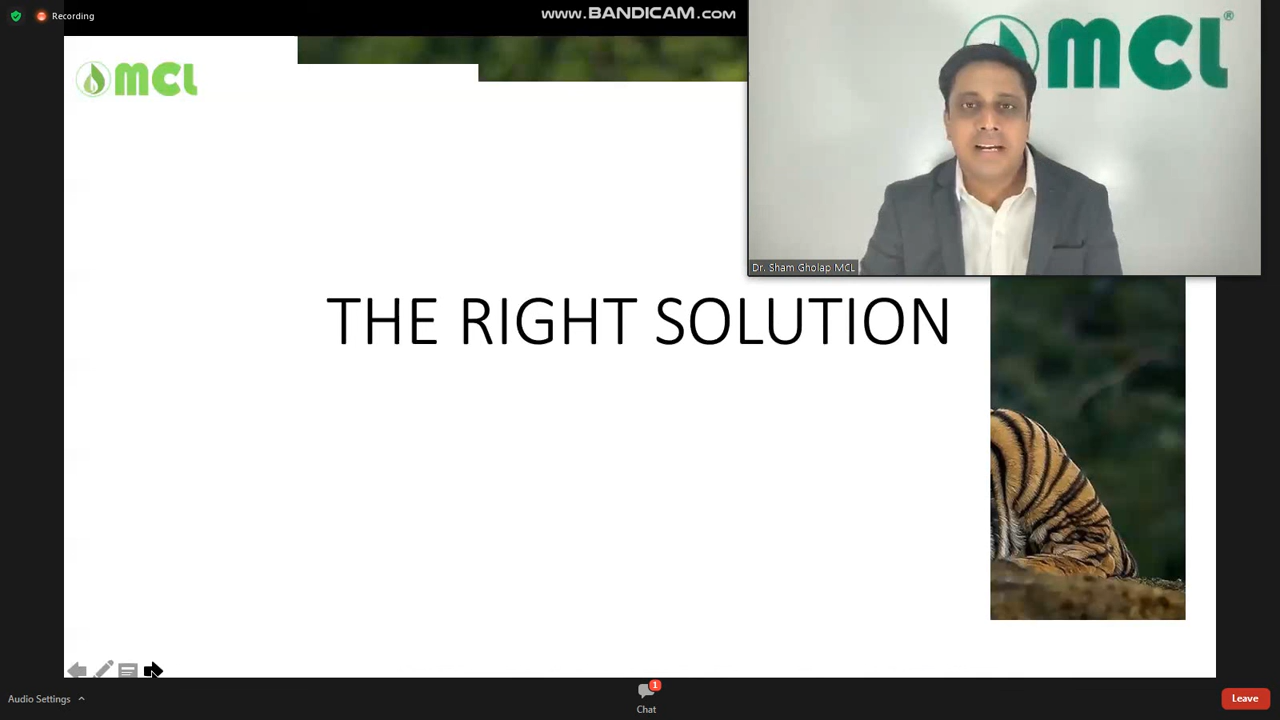 Recording
WWW.BANDICAM.COM
MCL
MCL®
Dr. Sham Gholap MCL
THE RIGHT SOLUTION
Audio Settings
1
Chat
Leave